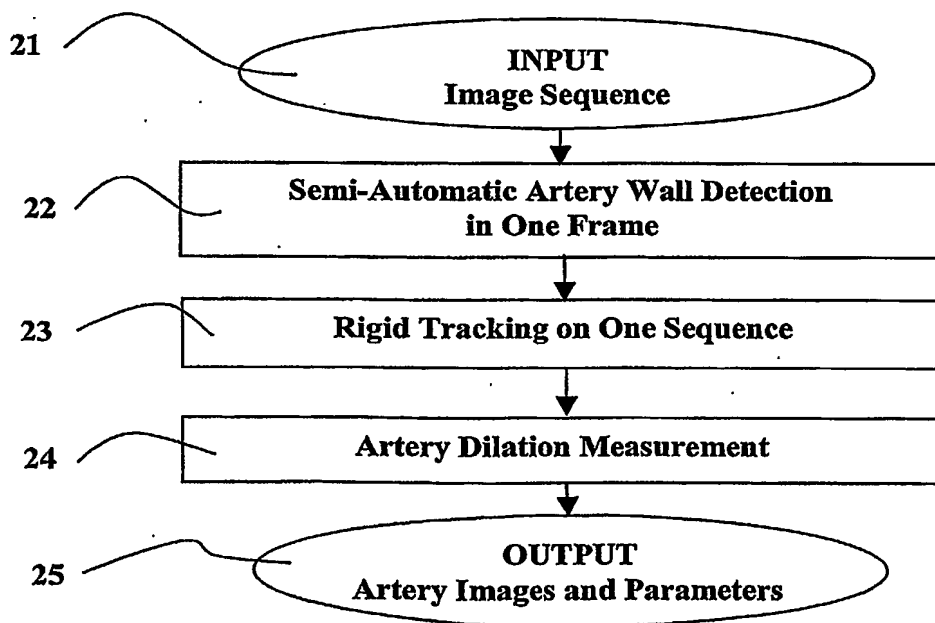 21
INPUT
Image Sequence
22
Semi-Automatic Artery Wall Detection
in One Frame
23
Rigid Tracking on One Sequence
24
Artery Dilation Measurement
25
OUTPUT
Artery Images and Parameters